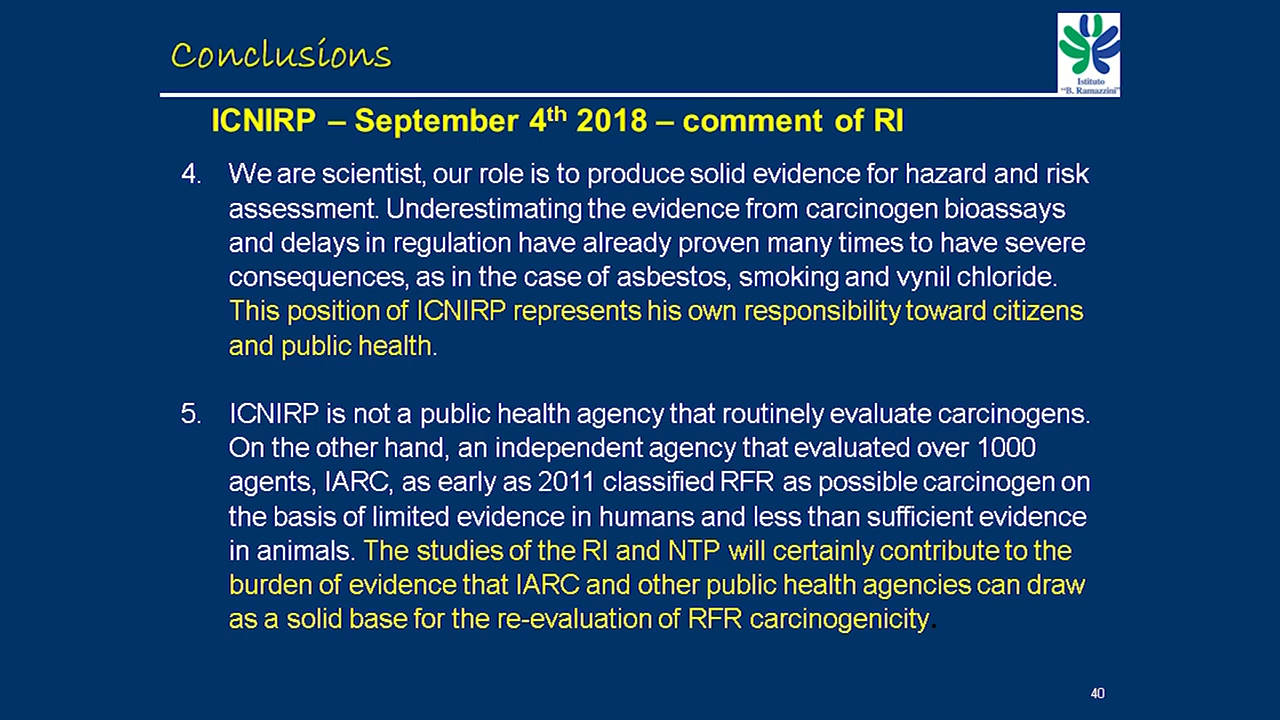 Conclusions
Istituto
"B. Ramazzini"
ICNIRP – September 4th 2018 – comment of RI
4. We are scientist, our role is to produce solid evidence for hazard and risk
assessment. Underestimating the evidence from carcinogen bioassays
and delays in regulation have already proven many times to have severe
consequences, as in the case of asbestos, smoking and vynil chloride.
This position of ICNIRP represents his own responsibility toward citizens
and public health.
5. ICNIRP is not a public health agency that routinely evaluate carcinogens.
On the other hand, an independent agency that evaluated over 1000
agents, IARC, as early as 2011 classified RFR as possible carcinogen on
the basis of limited evidence in humans and less than sufficient evidence
in animals. The studies of the RI and NTP will certainly contribute to the
burden of evidence that IARC and other public health agencies can draw
as a solid base for the re-evaluation of RFR carcinogenicity.
40